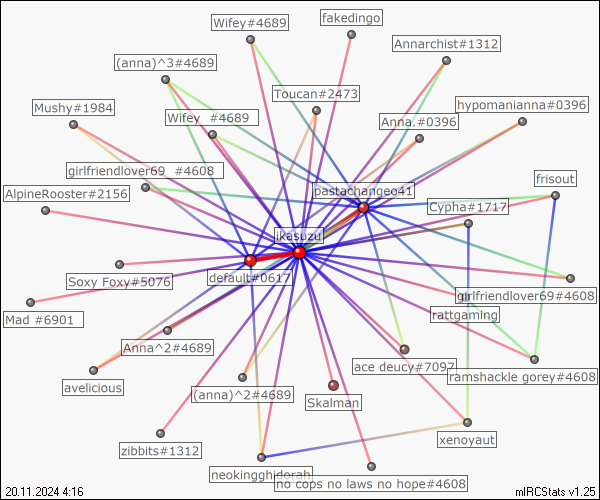 fakedingo
Wifey#4689
Annarchist#1312
(anna)^3#4689
Toucan#2473
Mushy#1984
hypomanianna#0396
Wifey_#4689
Anna.#0396
girlfriendlover69_#4608
frisout
AlpineRooster#2156
pastachangeo41
Cypha#1717
ikasuzu
Soxy Foxy#5076
default#0617
girlfriendlover69#4608
Mad #6901
rattgaming
Anna^2#4689
ace deucy#7097
ramshackle gorey#4608
avelicious
(anna)^2#4689
Skalman
zibbits#1312
xenoyaut
neokingghidorah
no cops no laws no hope#4608
20.11.2024 4:16
mIRCStats v1.25